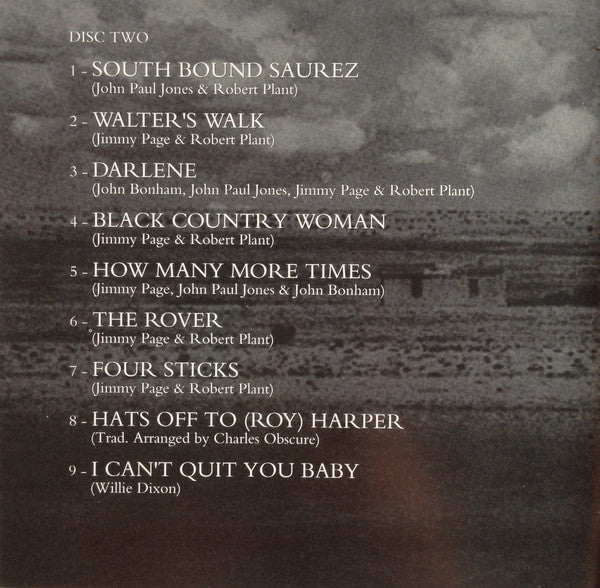 DISC TWO
1 - SOUTH BOUND SAUREZ
(John Paul Jones & Robert Plant)
2 - WALTER'S WALK
(Jimmy Page & Robert Plant)
3 - DARLENE
(John Bonham, John Paul Jones, Jimmy Page & Robert Plant)
4 - BLACK COUNTRY WOMAN
(Jimmy Page & Robert Plant)
5 - HOW MANY MORE TIMES
(Jimmy Page, John Paul Jones & John Bonham)
6 - THE ROVER
(Jimmy Page & Robert Plant)
7 - FOUR STICKS
(Jimmy Page & Robert Plant)
8 - HATS OFF TO (ROY) HARPER
(Trad. Arranged by Charles Obscure)
9 - I CAN'T QUIT YOU BABY
(Willie Dixon)